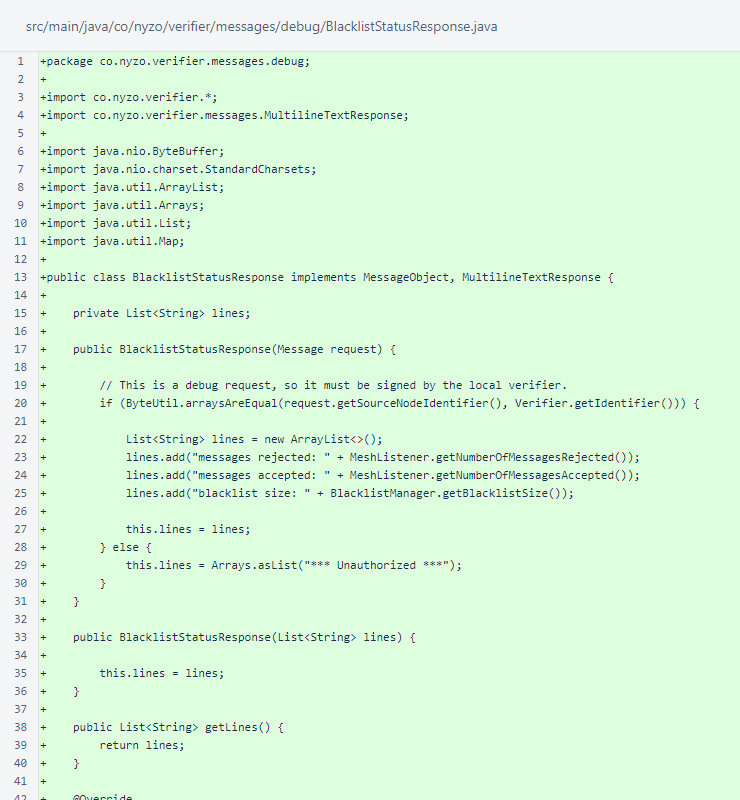 src/main/java/co/nyzo/verifier/messages/debug/BlacklistStatusResponse.java
1 +package co.nyzo.verifier.messages.debug;
2 +
3 +import co.nyzo.verifier.*;
4 +import co.nyzo.verifier.messages.MultilineTextResponse;
5 +
6 +import java.nio.ByteBuffer;
7 +import java.nio.charset.StandardCharsets;
8 +import java.util.ArrayList;
9 +import java.util.Arrays;
10 +import java.util.List;
11 +import java.util.Map;
12 +
13 +public class BlacklistStatusResponse implements MessageObject, MultilineTextResponse {
14 +
15 +    private List<String> lines;
16 +
17 +    public BlacklistStatusResponse(Message request) {
18 +
19 +        // This is a debug request, so it must be signed by the local verifier.
20 +        if (ByteUtil.arraysAreEqual(request.getSourceNodeIdentifier(), Verifier.getIdentifier())) {
21 +
22 +            List<String> lines = new ArrayList<>();
23 +            lines.add("messages rejected: " + MeshListener.getNumberOfMessagesRejected());
24 +            lines.add("messages accepted: " + MeshListener.getNumberOfMessagesAccepted());
25 +            lines.add("blacklist size: " + BlacklistManager.getBlacklistSize());
26 +
27 +            this.lines = lines;
28 +        } else {
29 +            this.lines = Arrays.asList("*** Unauthorized ***");
30 +        }
31 +    }
32 +
33 +    public BlacklistStatusResponse(List<String> lines) {
34 +
35 +        this.lines = lines;
36 +    }
37 +
38 +    public List<String> getLines() {
39 +        return lines;
40 +    }
41 +
42 +    @Override